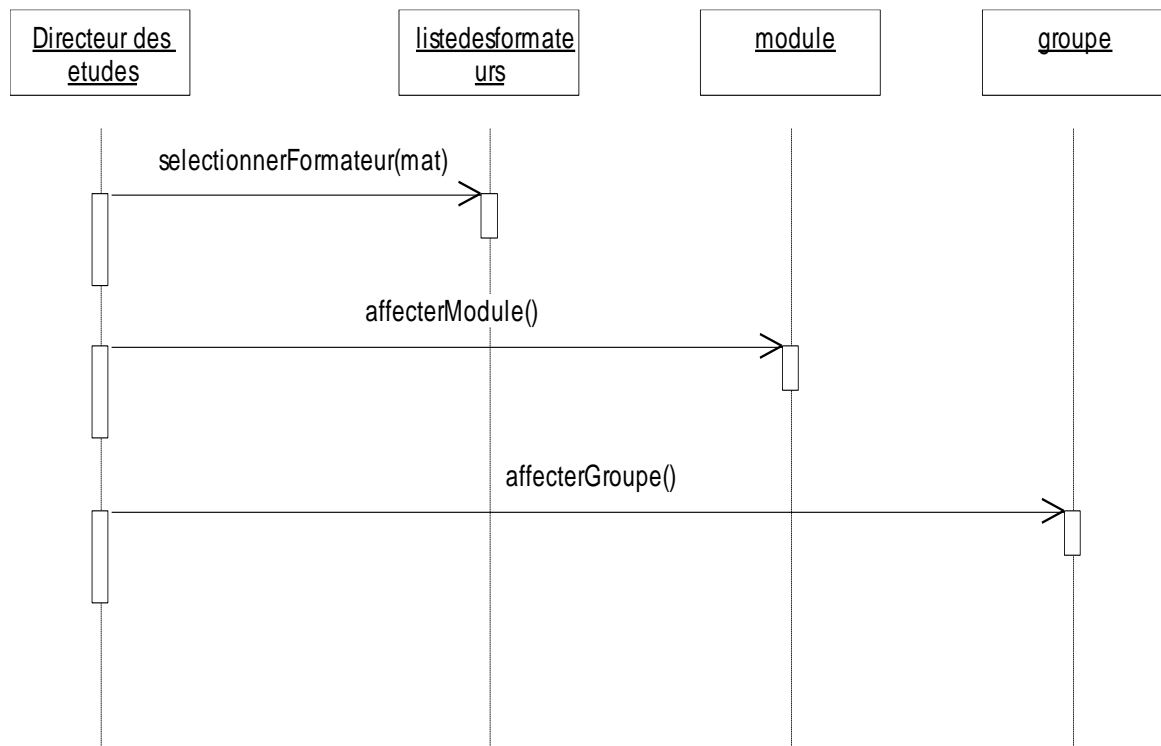 Directeur des
etudes
listedesformate
urs
module
groupe
selectionnerFormateur(mat)
affecterModule()
affecterGroupe()